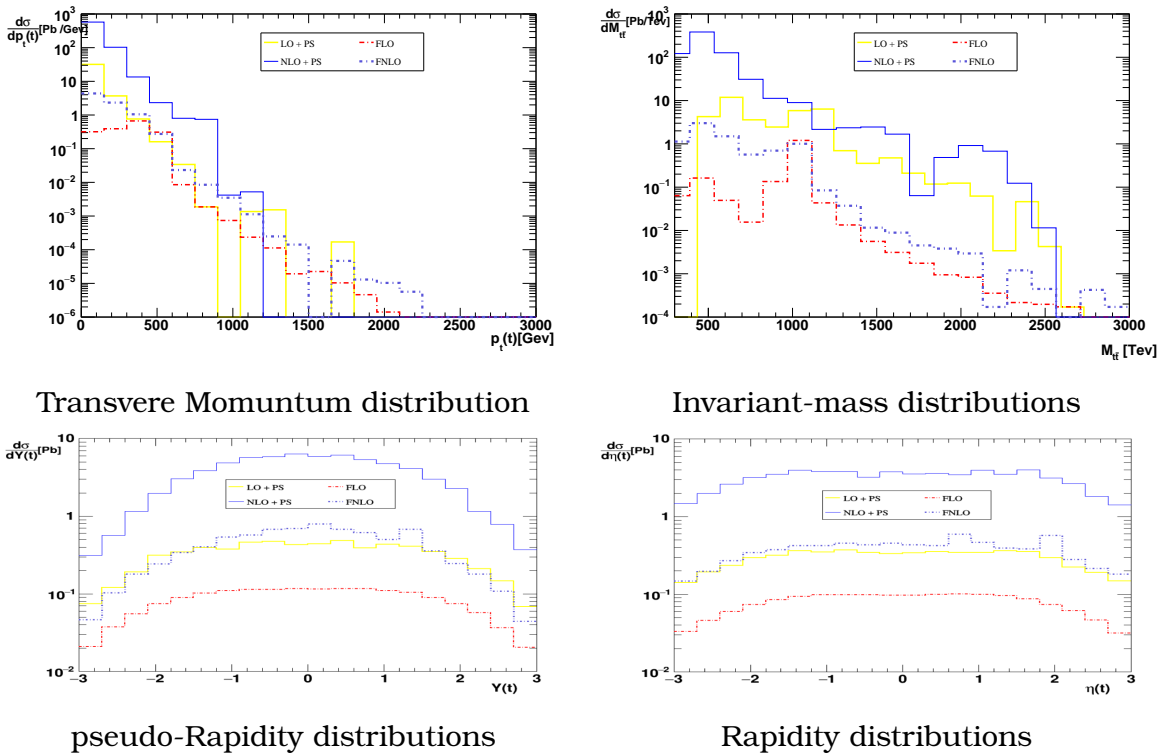 dσ/dp_t(t) [Pb /Gev]
10³
10²
10
1
10⁻¹
10⁻²
10⁻³
10⁻⁴
10⁻⁵
10⁻⁶
LO + PS FLO
NLO + PS FNLO
0 500 1000 1500 2000 2500 3000
p_t(t)[Gev]
dσ/dM_tt̄ [Pb/Tev]
10³
10²
10
1
10⁻¹
10⁻²
10⁻³
10⁻⁴
LO + PS FLO
NLO + PS FNLO
500 1000 1500 2000 2500 3000
M_tt̄ [Tev]
Transvere Momuntum distribution
Invariant-mass distributions
dσ/dY(t) [Pb]
10
1
10⁻¹
10⁻²
LO + PS FLO
NLO + PS FNLO
−3 −2 −1 0 1 2 3
Y(t)
dσ/dη(t) [Pb]
10
1
10⁻¹
10⁻²
LO + PS FLO
NLO + PS FNLO
−3 −2 −1 0 1 2 3
η(t)
pseudo-Rapidity distributions
Rapidity distributions